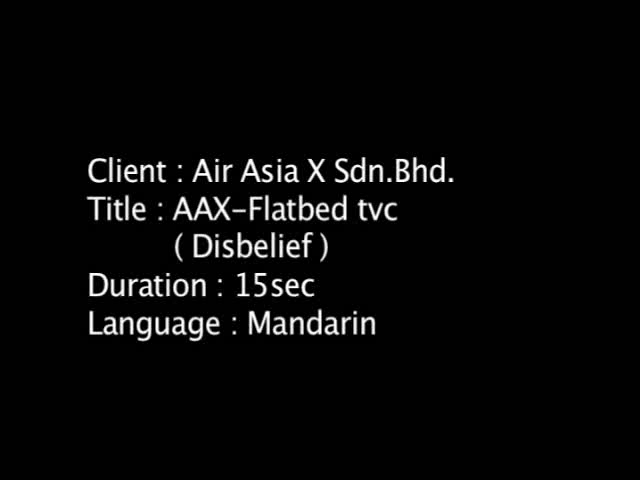 Client : Air Asia X Sdn.Bhd.
Title : AAX-Flatbed tvc
( Disbelief )
Duration : 15sec
Language : Mandarin